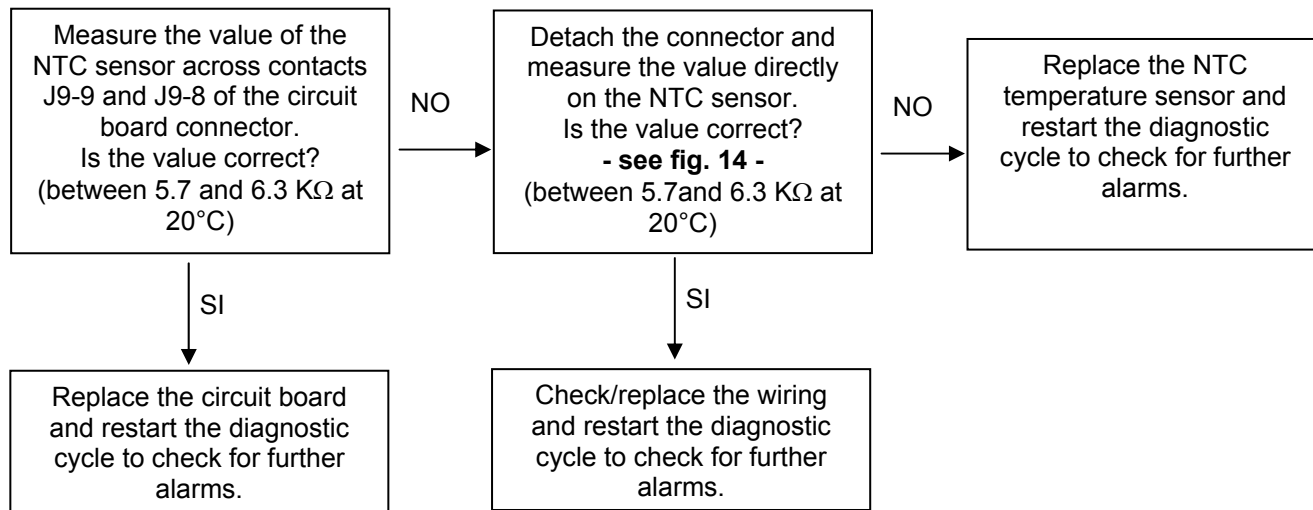 Measure the value of the
NTC sensor across contacts
J9-9 and J9-8 of the circuit
board connector.
Is the value correct?
(between 5.7 and 6.3 KΩ at
20°C)
NO
Detach the connector and
measure the value directly
on the NTC sensor.
Is the value correct?
- see fig. 14 -
(between 5.7and 6.3 KΩ at
20°C)
NO
Replace the NTC
temperature sensor and
restart the diagnostic
cycle to check for further
alarms.
SI
SI
Replace the circuit board
and restart the diagnostic
cycle to check for further
alarms.
Check/replace the wiring
and restart the diagnostic
cycle to check for further
alarms.